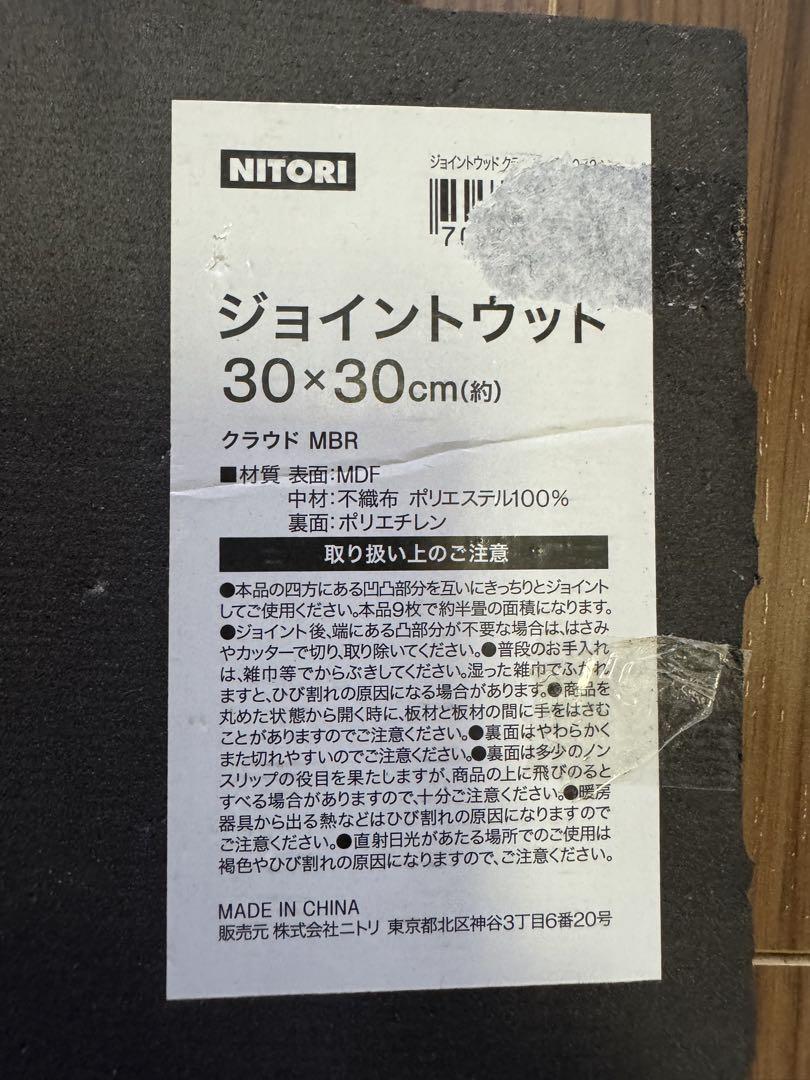 NITORI
ジョイントウッド
7
ジョイントウッド
30×30cm(約)
クラウド MBR
■材質 表面:MDF
中材:不織布 ポリエステル100%
裏面:ポリエチレン
取り扱い上のご注意
●本品の四方にある凹凸部分を互いにきっちりとジョイント
してご使用ください。本品9枚で約半畳の面積になります。
●ジョイント後、端にある凸部分が不要な場合は、はさみ
やカッターで切り、取り除いてください。●普段のお手入れ
は、雑巾等でからぶきしてください。湿った雑巾でふかれ
ますと、ひび割れの原因になる場合があります。●商品を
丸めた状態から開く時に、板材と板材の間に手をはさむ
ことがありますのでご注意ください。●裏面はやわらかく
また切れやすいのでご注意ください。●裏面は多少のノン
スリップの役目を果たしますが、商品の上に飛びのると
すべる場合がありますので、十分ご注意ください。●暖房
器具から出る熱などはひび割れの原因になりますので
ご注意ください。●直射日光があたる場所でのご使用は
褐色やひび割れの原因になりますので、ご注意ください。
MADE IN CHINA
販売元 株式会社ニトリ 東京都北区神谷3丁目6番20号